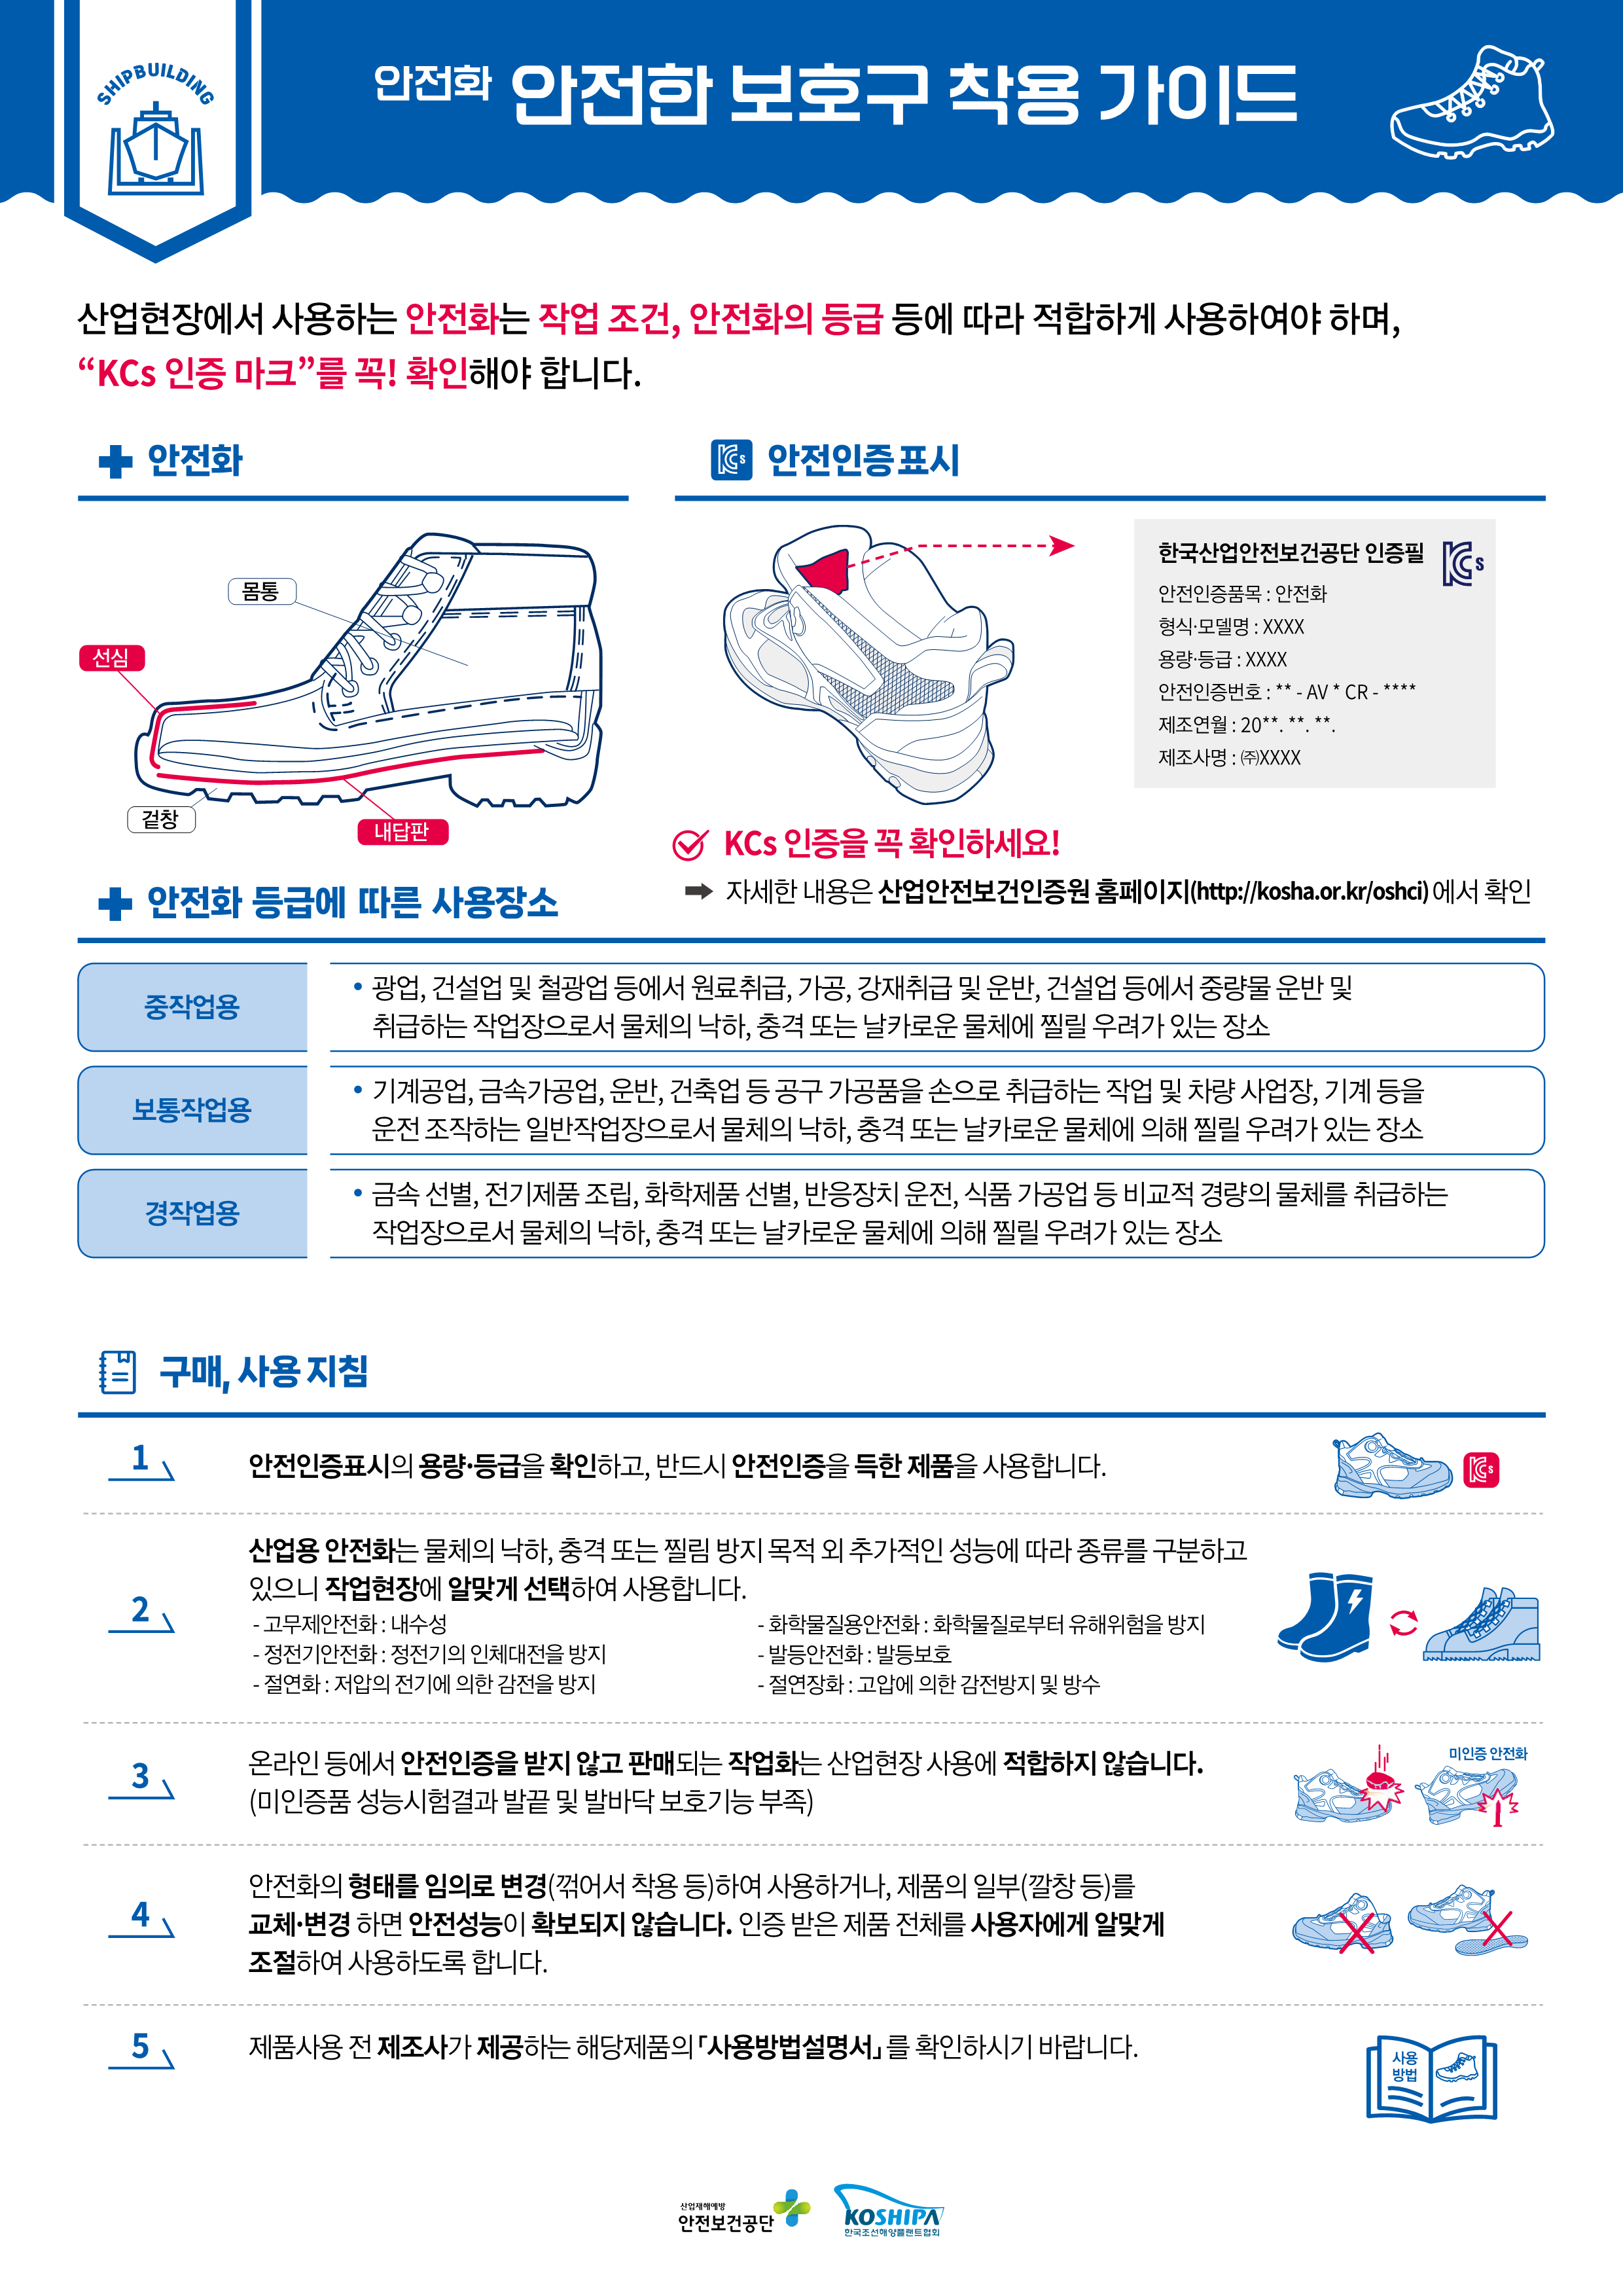 SHIPBUILDING
안전화 안전한 보호구 착용 가이드
산업현장에서 사용하는 안전화는 작업 조건, 안전화의 등급 등에 따라 적합하게 사용하여야 하며,
“KCs 인증 마크”를 꼭! 확인해야 합니다.
안전화
몸통
선심
겉창
내답판
KCs 안전인증표시
한국산업안전보건공단 인증필 KCs
안전인증품목 : 안전화
형식·모델명 : XXXX
용량·등급 : XXXX
안전인증번호 : ** - AV * CR - ****
제조연월 : 20**. **. **.
제조사명 : ㈜XXXX
KCs 인증을 꼭 확인하세요!
자세한 내용은 산업안전보건인증원 홈페이지(http://kosha.or.kr/oshci) 에서 확인
안전화 등급에 따른 사용장소
중작업용
• 광업, 건설업 및 철광업 등에서 원료취급, 가공, 강재취급 및 운반, 건설업 등에서 중량물 운반 및
취급하는 작업장으로서 물체의 낙하, 충격 또는 날카로운 물체에 찔릴 우려가 있는 장소
보통작업용
• 기계공업, 금속가공업, 운반, 건축업 등 공구 가공품을 손으로 취급하는 작업 및 차량 사업장, 기계 등을
운전 조작하는 일반작업장으로서 물체의 낙하, 충격 또는 날카로운 물체에 의해 찔릴 우려가 있는 장소
경작업용
• 금속 선별, 전기제품 조립, 화학제품 선별, 반응장치 운전, 식품 가공업 등 비교적 경량의 물체를 취급하는
작업장으로서 물체의 낙하, 충격 또는 날카로운 물체에 의해 찔릴 우려가 있는 장소
구매, 사용 지침
1
안전인증표시의 용량·등급을 확인하고, 반드시 안전인증을 득한 제품을 사용합니다.
KCs
2
산업용 안전화는 물체의 낙하, 충격 또는 찔림 방지 목적 외 추가적인 성능에 따라 종류를 구분하고
있으니 작업현장에 알맞게 선택하여 사용합니다.
- 고무제안전화 : 내수성
- 정전기안전화 : 정전기의 인체대전을 방지
- 절연화 : 저압의 전기에 의한 감전을 방지
- 화학물질용안전화 : 화학물질로부터 유해위험을 방지
- 발등안전화 : 발등보호
- 절연장화 : 고압에 의한 감전방지 및 방수
3
온라인 등에서 안전인증을 받지 않고 판매되는 작업화는 산업현장 사용에 적합하지 않습니다.
(미인증품 성능시험결과 발끝 및 발바닥 보호기능 부족)
미인증 안전화
4
안전화의 형태를 임의로 변경(꺾어서 착용 등)하여 사용하거나, 제품의 일부(깔창 등)를
교체·변경 하면 안전성능이 확보되지 않습니다. 인증 받은 제품 전체를 사용자에게 알맞게
조절하여 사용하도록 합니다.
5
제품사용 전 제조사가 제공하는 해당제품의 「사용방법설명서」를 확인하시기 바랍니다.
사용
방법
산업재해예방
안전보건공단
KOSHIPA
한국조선해양플랜트협회